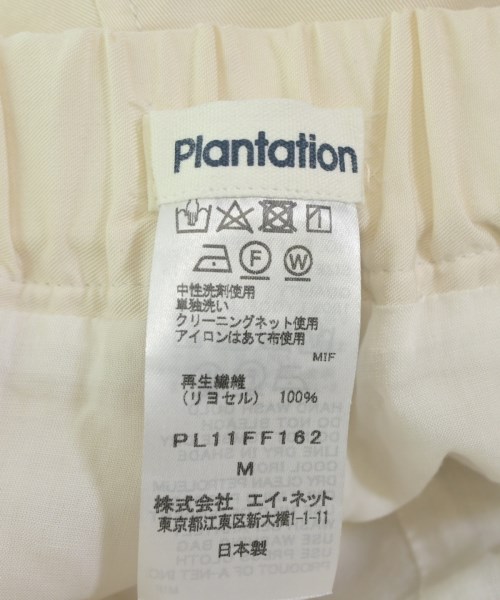 Plantation
F W
中性洗剤使用
単独洗い
クリーニングネット使用
アイロンはあて布使用
MIF
再生繊維
(リヨセル) 100%
PL11FF162
M
株式会社 エイ・ネット
東京都江東区新大橋1-1-11
日本製